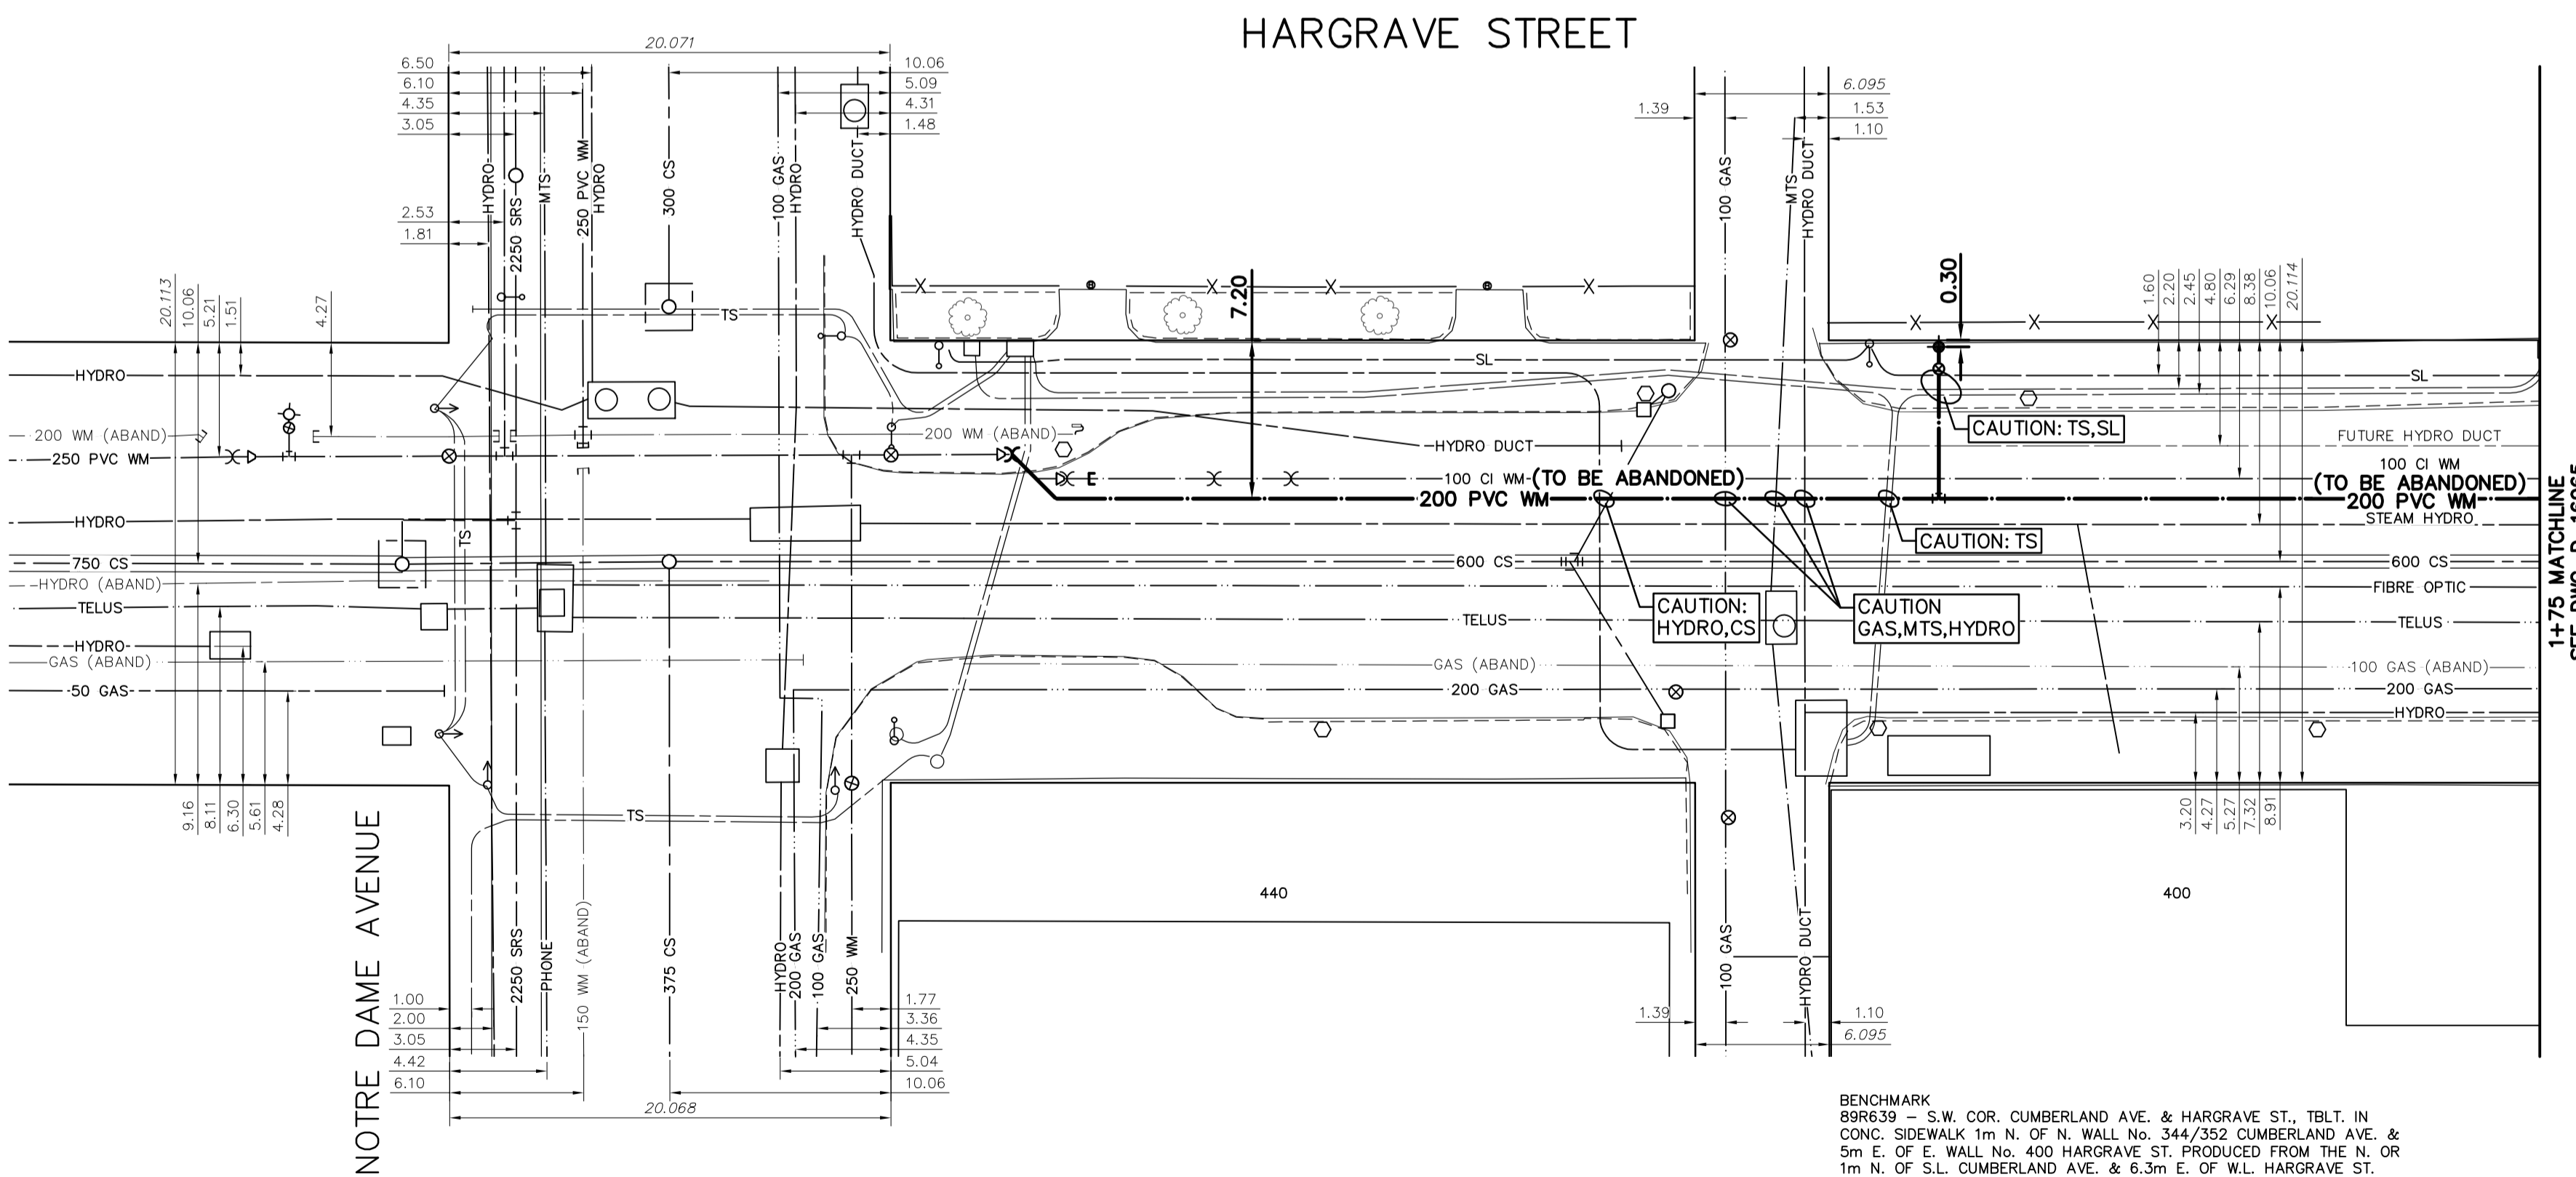 HARGRAVE STREET
20.071
6.50
6.10
4.35
3.05
2.53
1.81
10.06
5.09
4.31
1.48
6.095
1.39
1.53
1.10
HYDRO
2250 SRS
MTS
250 PVC WM
HYDRO
300 CS
100 GAS
HYDRO
HYDRO DUCT
100 GAS
MTS
HYDRO DUCT
20.113
10.06
5.21
1.51
4.27
7.20
0.30
1.60
2.20
2.45
4.80
6.29
8.38
10.06
20.114
TS
SL
HYDRO
SL
CAUTION: TS,SL
200 WM (ABAND)
200 WM (ABAND)
HYDRO DUCT
FUTURE HYDRO DUCT
250 PVC WM
100 CI WM
E
100 CI WM (TO BE ABANDONED)
(TO BE ABANDONED)
200 PVC WM
200 PVC WM
HYDRO
STEAM HYDRO
TS
CAUTION: TS
750 CS
600 CS
600 CS
HYDRO (ABAND)
FIBRE OPTIC
TELUS
TELUS
TELUS
CAUTION:
HYDRO,CS
CAUTION
GAS,MTS,HYDRO
HYDRO
GAS (ABAND)
GAS (ABAND)
100 GAS (ABAND)
50 GAS
200 GAS
200 GAS
HYDRO
1+75 MATCHLINE
9.16
8.11
6.30
5.61
4.28
TS
3.20
4.27
5.27
7.32
8.91
NOTRE DAME AVENUE
440
400
2250 SRS
PHONE
150 WM (ABAND)
375 CS
HYDRO
200 GAS
100 GAS
250 WM
100 GAS
HYDRO DUCT
1.00
2.00
3.05
4.42
6.10
1.77
3.36
4.35
5.04
10.06
20.068
1.39
1.10
6.095
BENCHMARK
89R639 – S.W. COR. CUMBERLAND AVE. & HARGRAVE ST., TBLT. IN
CONC. SIDEWALK 1m N. OF N. WALL No. 344/352 CUMBERLAND AVE. &
5m E. OF E. WALL No. 400 HARGRAVE ST. PRODUCED FROM THE N. OR
1m N. OF S.L. CUMBERLAND AVE. & 6.3m E. OF W.L. HARGRAVE ST.